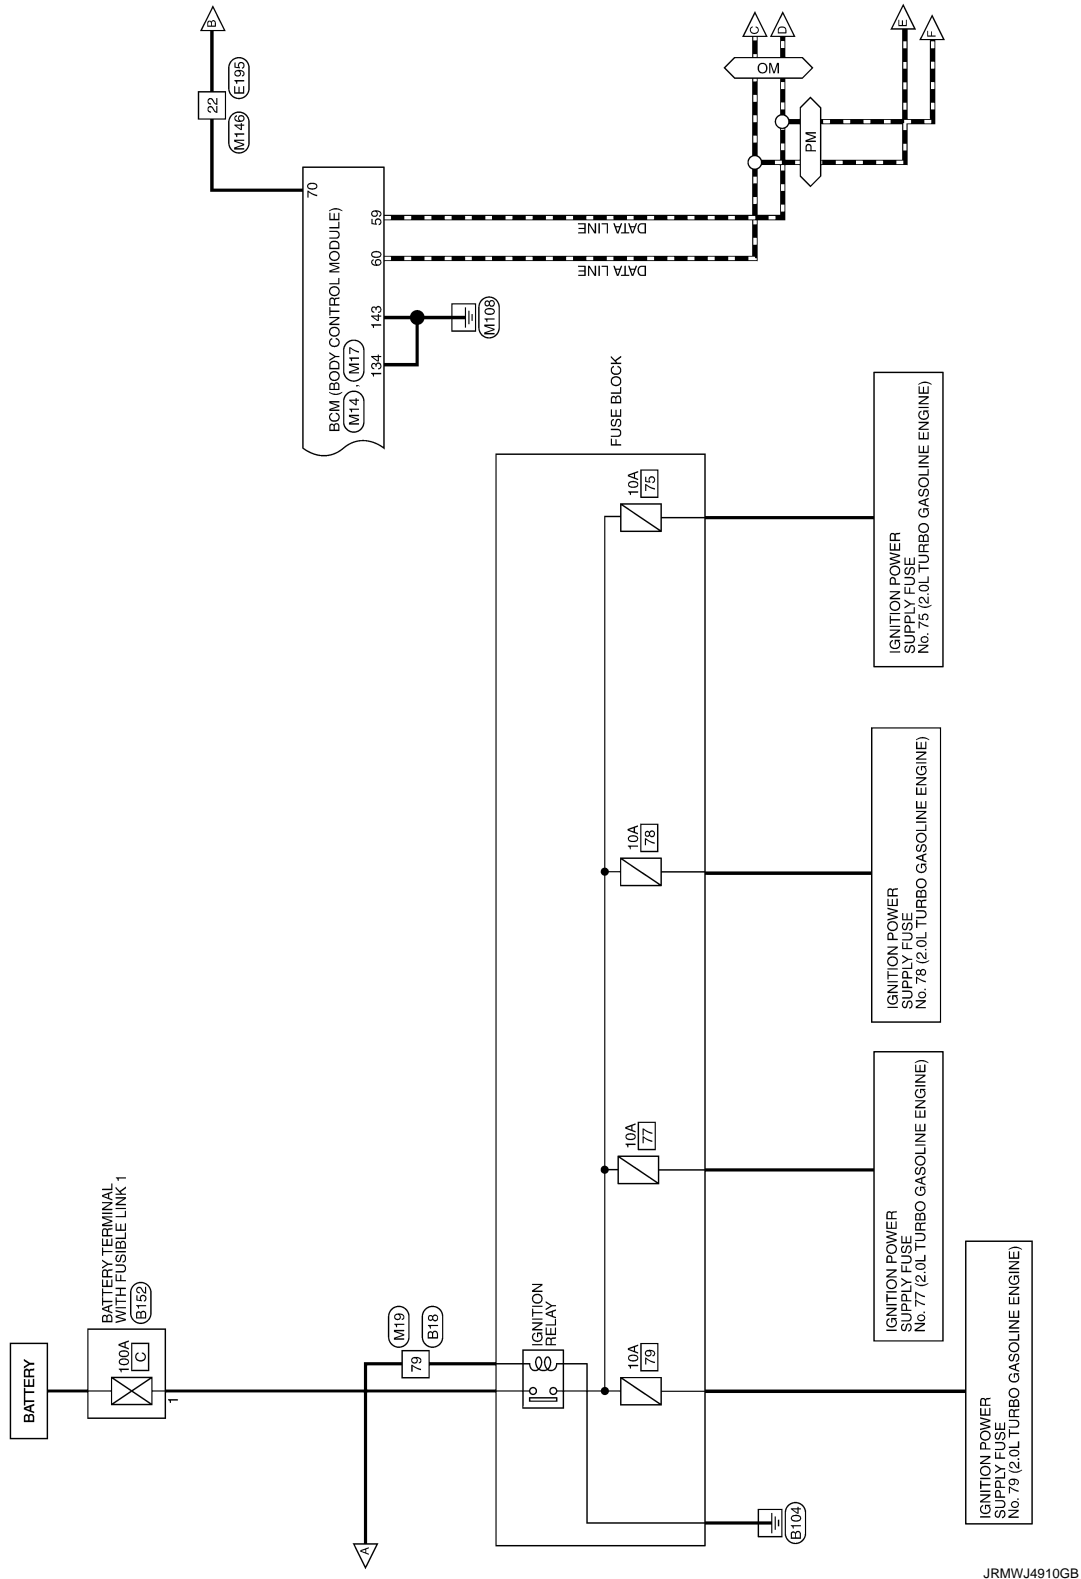 BATTERY
BATTERY TERMINAL
WITH FUSIBLE LINK 1
B152
100A
C
1
A
M19
79
B18
IGNITION
RELAY
FUSE BLOCK
10A
79
10A
77
10A
78
10A
75
B104
IGNITION POWER
SUPPLY FUSE
No. 79 (2.0L TURBO GASOLINE ENGINE)
IGNITION POWER
SUPPLY FUSE
No. 77 (2.0L TURBO GASOLINE ENGINE)
IGNITION POWER
SUPPLY FUSE
No. 78 (2.0L TURBO GASOLINE ENGINE)
IGNITION POWER
SUPPLY FUSE
No. 75 (2.0L TURBO GASOLINE ENGINE)
B
M146
22
E195
70
BCM (BODY CONTROL MODULE)
M14 , M17
134
143
60
59
M108
DATA LINE
DATA LINE
OM
PM
C
D
E
F
JRMWJ4910GB